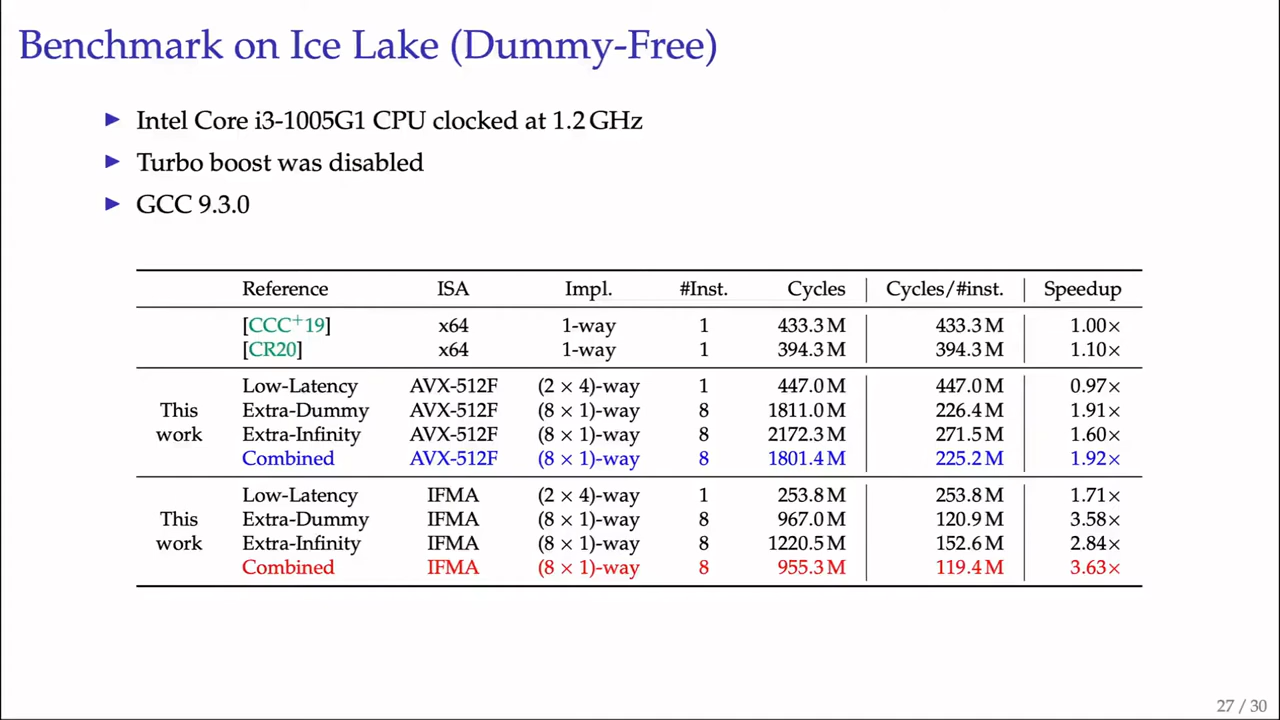 Benchmark on Ice Lake (Dummy-Free)
▶ Intel Core i3-1005G1 CPU clocked at 1.2 GHz
▶ Turbo boost was disabled
▶ GCC 9.3.0
Reference ISA Impl. #Inst. Cycles Cycles/#inst. Speedup
[CCC+19] x64 1-way 1 433.3 M 433.3 M 1.00×
[CR20] x64 1-way 1 394.3 M 394.3 M 1.10×
Low-Latency AVX-512F (2 × 4)-way 1 447.0 M 447.0 M 0.97×
This Extra-Dummy AVX-512F (8 × 1)-way 8 1811.0 M 226.4 M 1.91×
work Extra-Infinity AVX-512F (8 × 1)-way 8 2172.3 M 271.5 M 1.60×
Combined AVX-512F (8 × 1)-way 8 1801.4 M 225.2 M 1.92×
Low-Latency IFMA (2 × 4)-way 1 253.8 M 253.8 M 1.71×
This Extra-Dummy IFMA (8 × 1)-way 8 967.0 M 120.9 M 3.58×
work Extra-Infinity IFMA (8 × 1)-way 8 1220.5 M 152.6 M 2.84×
Combined IFMA (8 × 1)-way 8 955.3 M 119.4 M 3.63×
27 / 30